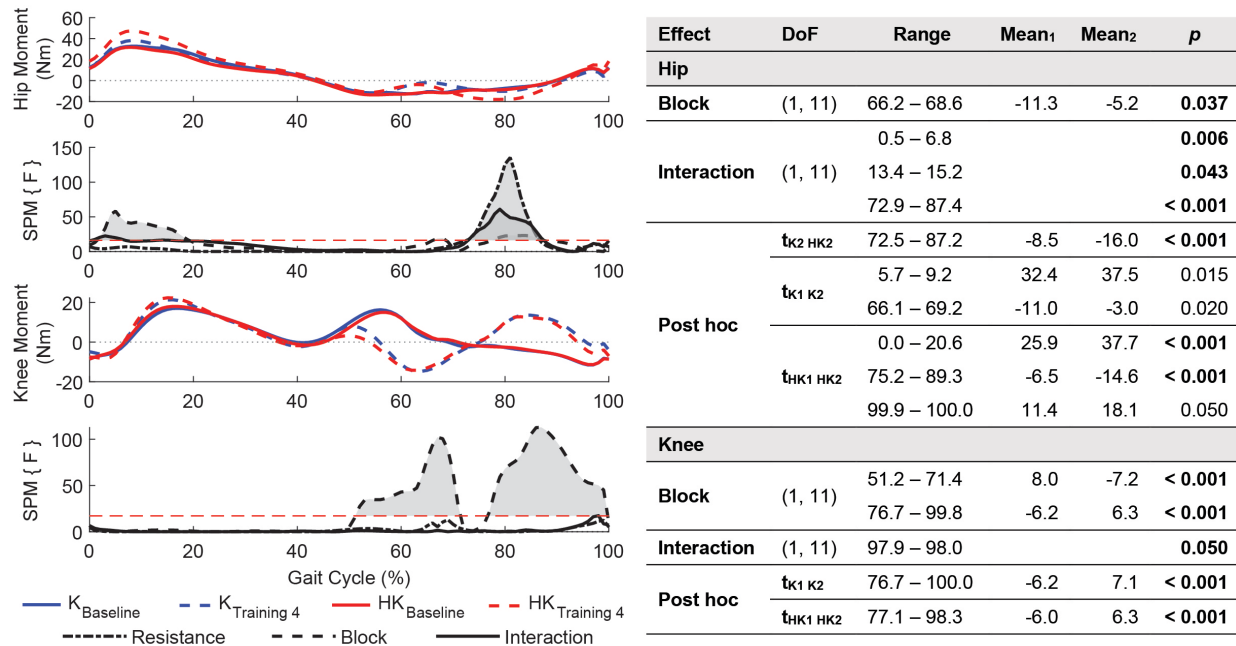 Hip Moment
(Nm)
60
40
20
0
-20
0
20
40
60
80
100
SPM { F }
150
100
50
0
0
20
40
60
80
100
Knee Moment
(Nm)
20
0
-20
0
20
40
60
80
100
SPM { F }
100
50
0
0
20
40
60
80
100
Gait Cycle (%)
K Baseline
K Training 4
HK Baseline
HK Training 4
Resistance
Block
Interaction
Effect DoF Range Mean1 Mean2 p
Hip
Block (1, 11) 66.2 – 68.6 -11.3 -5.2 0.037
0.5 – 6.8 0.006
Interaction (1, 11) 13.4 – 15.2 0.043
72.9 – 87.4 < 0.001
tK2 HK2 72.5 – 87.2 -8.5 -16.0 < 0.001
5.7 – 9.2 32.4 37.5 0.015
tK1 K2
66.1 – 69.2 -11.0 -3.0 0.020
Post hoc
0.0 – 20.6 25.9 37.7 < 0.001
tHK1 HK2 75.2 – 89.3 -6.5 -14.6 < 0.001
99.9 – 100.0 11.4 18.1 0.050
Knee
51.2 – 71.4 8.0 -7.2 < 0.001
Block (1, 11)
76.7 – 99.8 -6.2 6.3 < 0.001
Interaction (1, 11) 97.9 – 98.0 0.050
tK1 K2 76.7 – 100.0 -6.2 7.1 < 0.001
Post hoc
tHK1 HK2 77.1 – 98.3 -6.0 6.3 < 0.001